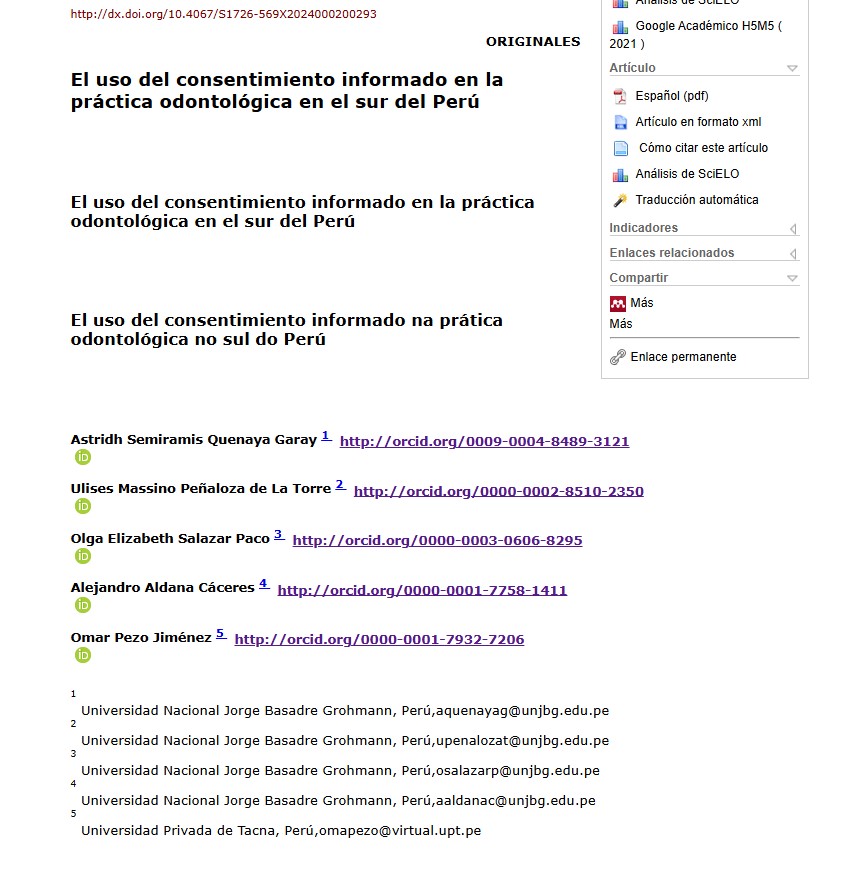 http://dx.doi.org/10.4067/S1726-569X2024000200293
ORIGINALES
El uso del consentimiento informado en la
práctica odontológica en el sur del Perú
El uso del consentimiento informado en la práctica
odontológica en el sur del Perú
El uso del consentimiento informado na prática
odontológica no sul do Perú
Astridh Semiramis Quenaya Garay 1 http://orcid.org/0009-0004-8489-3121
iD
Ulises Massino Peñaloza de La Torre 2 http://orcid.org/0000-0002-8510-2350
iD
Olga Elizabeth Salazar Paco 3 http://orcid.org/0000-0003-0606-8295
iD
Alejandro Aldana Cáceres 4 http://orcid.org/0000-0001-7758-1411
iD
Omar Pezo Jiménez 5 http://orcid.org/0000-0001-7932-7206
iD
1
Universidad Nacional Jorge Basadre Grohmann, Perú,aquenayag@unjbg.edu.pe
2
Universidad Nacional Jorge Basadre Grohmann, Perú,upenalozat@unjbg.edu.pe
3
Universidad Nacional Jorge Basadre Grohmann, Perú,osalazarp@unjbg.edu.pe
4
Universidad Nacional Jorge Basadre Grohmann, Perú,aaldanac@unjbg.edu.pe
5
Universidad Privada de Tacna, Perú,omapezo@virtual.upt.pe
Análisis de SciELO
Google Académico H5M5 (
2021 )
Artículo
Español (pdf)
Artículo en formato xml
Cómo citar este artículo
Análisis de SciELO
Traducción automática
Indicadores
Enlaces relacionados
Compartir
Más
Más
Enlace permanente